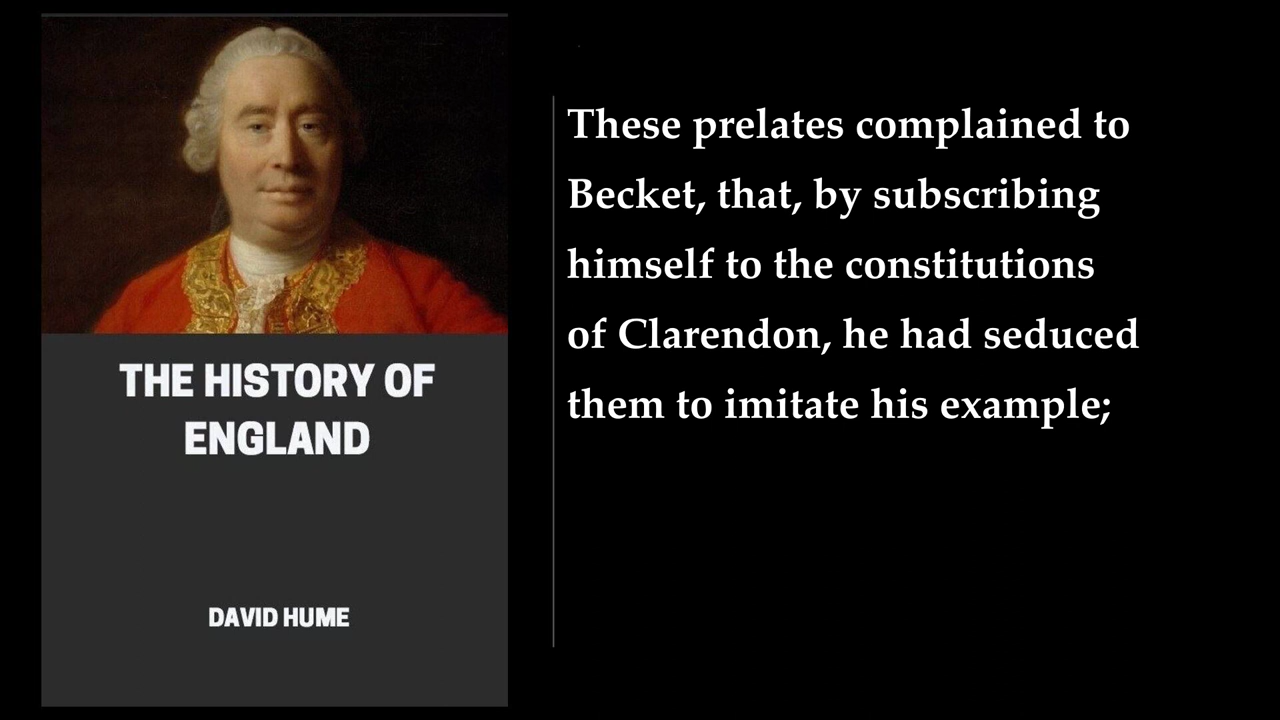 THE HISTORY OF
ENGLAND
DAVID HUME
These prelates complained to
Becket, that, by subscribing
himself to the constitutions
of Clarendon, he had seduced
them to imitate his example;